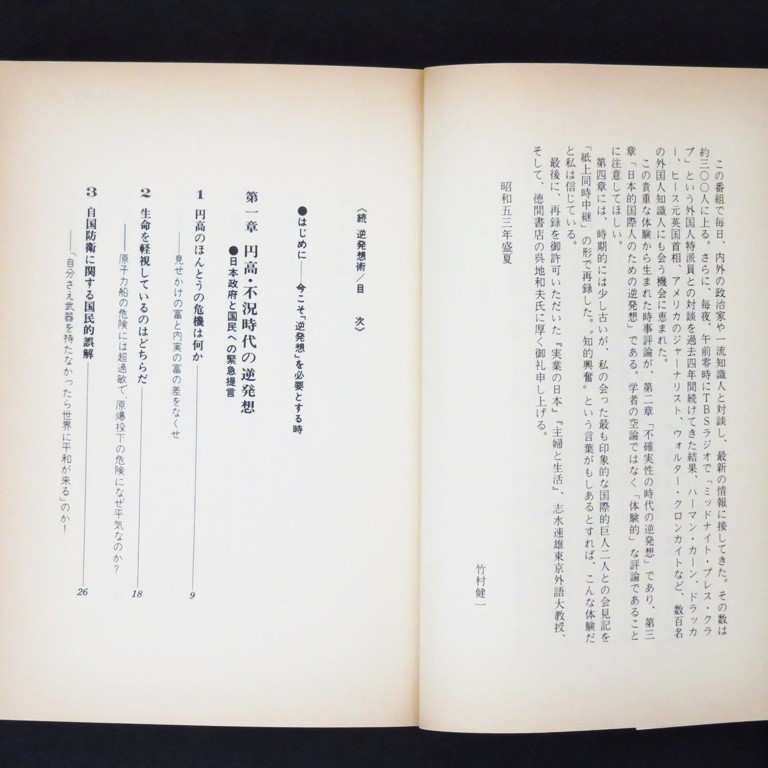 この番組で毎日、内外の政治家や一流知識人と対談し、最新の情報に接してきた。その数は
約三〇〇人に上る。さらに、毎夜、午前零時にTBSラジオで「ミッドナイト・プレス・クラ
ブ」という外国人特派員との対談を過去四年間続けてきた結果、ハーマン・カーン、ドラッカ
ー、ヒース元英国首相、アメリカのジャーナリスト、ウォルター・クロンカイトなど、数百名
の外国人知識人にも会う機会に恵まれた。
この貴重な体験から生まれた時事評論が、第二章「不確実性の時代の逆発想」であり、第三
章「日本的国際人のための逆発想」である。学者の空論ではなく「体験的」な評論であること
に注意してほしい。
第四章には、時期的には少し古いが、私の会った最も印象的な国際的巨人二人との会見記を
「紙上同時中継」の形で再録した。〝知的興奮〟という言葉がもしあるとすれば、こんな体験だ
と私は信じている。
最後に、再録を御許可いただいた『実業の日本』『主婦と生活』、志水速雄東京外語大教授、
そして、徳間書店の呉地和夫氏に厚く御礼申し上げる。
昭和五三年盛夏
竹村健一
〈続 逆発想術/目 次〉
●はじめに――今こそ「逆発想」を必要とする時
第一章 円高・不況時代の逆発想
●日本政府と国民への緊急提言
1 円高のほんとうの危機は何か 9
――見せかけの富と内実の富の差をなくせ
2 生命を軽視しているのはどちらだ 18
――原子力船の危険には超過敏で、原爆投下の危険になぜ平気なのか?
3 自国防衛に関する国民的誤解 26
――「自分さえ武器を持たなかったら世界に平和が来る」のか!